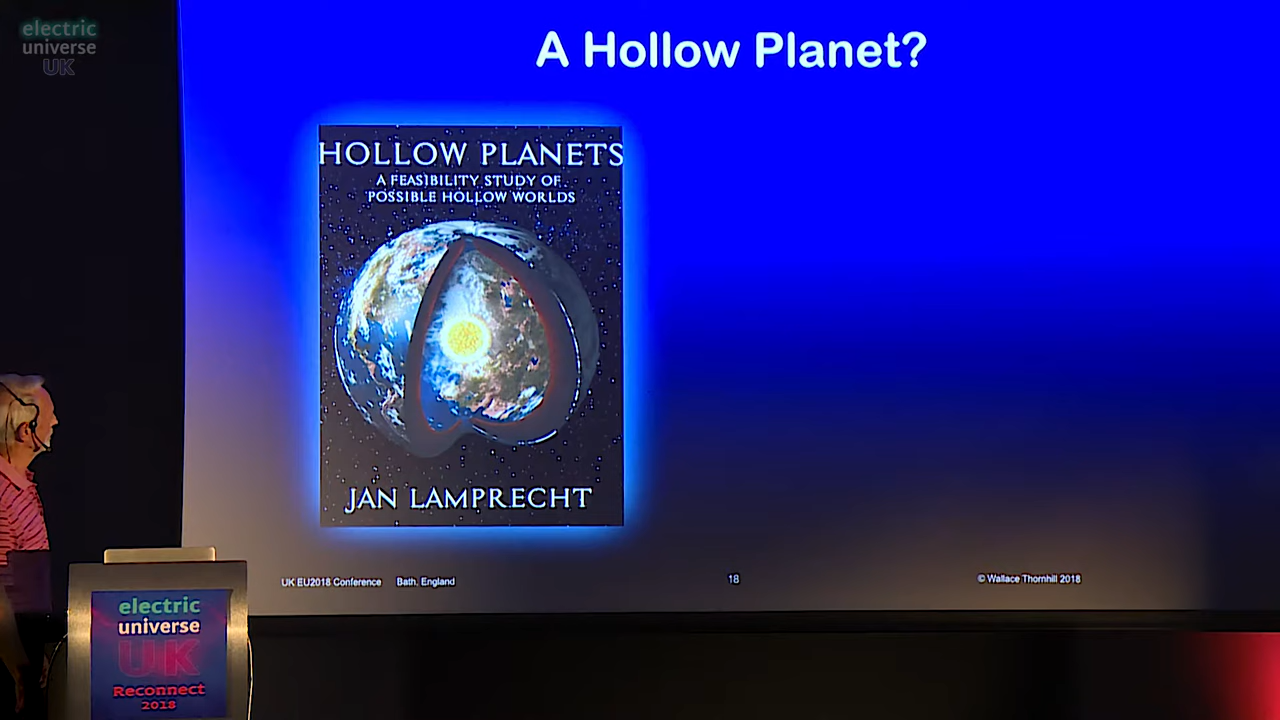 electric
universe
UK
A Hollow Planet?
HOLLOW PLANETS
A FEASIBILITY STUDY OF
POSSIBLE HOLLOW WORLDS
JAN LAMPRECHT
UK EU2018 Conference Bath, England
18
© Wallace Thornhill 2018
electric
universe
UK
Reconnect
2018